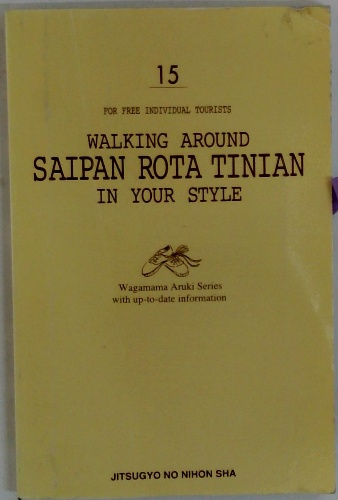 15
FOR FREE INDIVIDUAL TOURISTS
WALKING AROUND
SAIPAN ROTA TINIAN
IN YOUR STYLE
Wagamama Aruki Series
with up-to-date information
JITSUGYO NO NIHON SHA